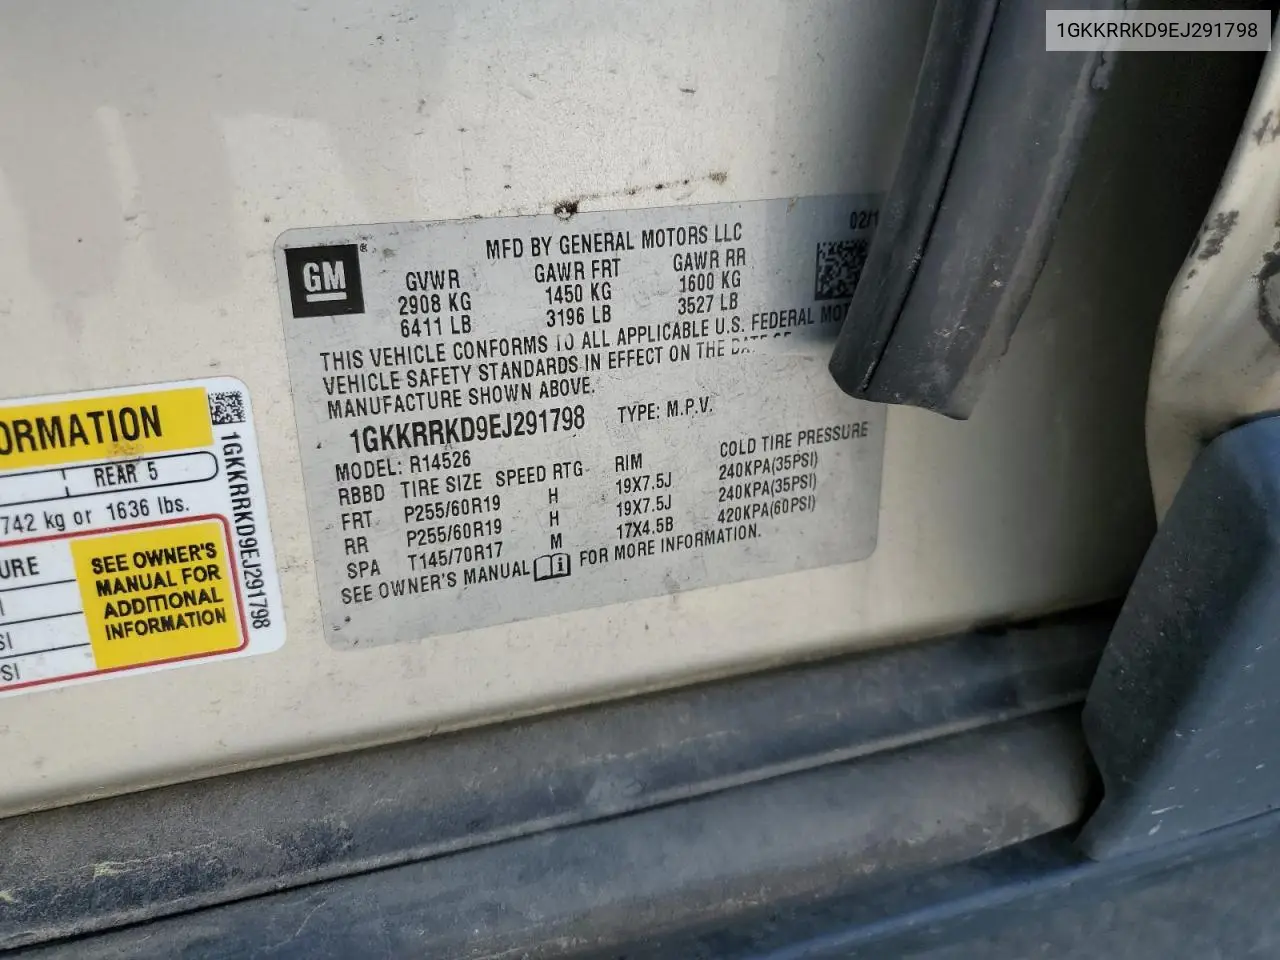 1GKKRRKD9EJ291798
GM ®
MFD BY GENERAL MOTORS LLC
02/1
GVWR GAWR FRT GAWR RR
2908 KG 1450 KG 1600 KG
6411 LB 3196 LB 3527 LB
THIS VEHICLE CONFORMS TO ALL APPLICABLE U.S. FEDERAL MOT
VEHICLE SAFETY STANDARDS IN EFFECT ON THE DATE OF
MANUFACTURE SHOWN ABOVE.
1GKKRRKD9EJ291798 TYPE: M.P.V.
MODEL: R14526
RBBD TIRE SIZE SPEED RTG RIM COLD TIRE PRESSURE
FRT P255/60R19 H 19X7.5J 240KPA(35PSI)
RR P255/60R19 H 19X7.5J 240KPA(35PSI)
SPA T145/70R17 M 17X4.5B 420KPA(60PSI)
SEE OWNER'S MANUAL i FOR MORE INFORMATION.
ORMATION
REAR 5
742 kg or 1636 lbs.
URE
SI
PSI
SEE OWNER'S
MANUAL FOR
ADDITIONAL
INFORMATION
1GKKRRKD9EJ291798